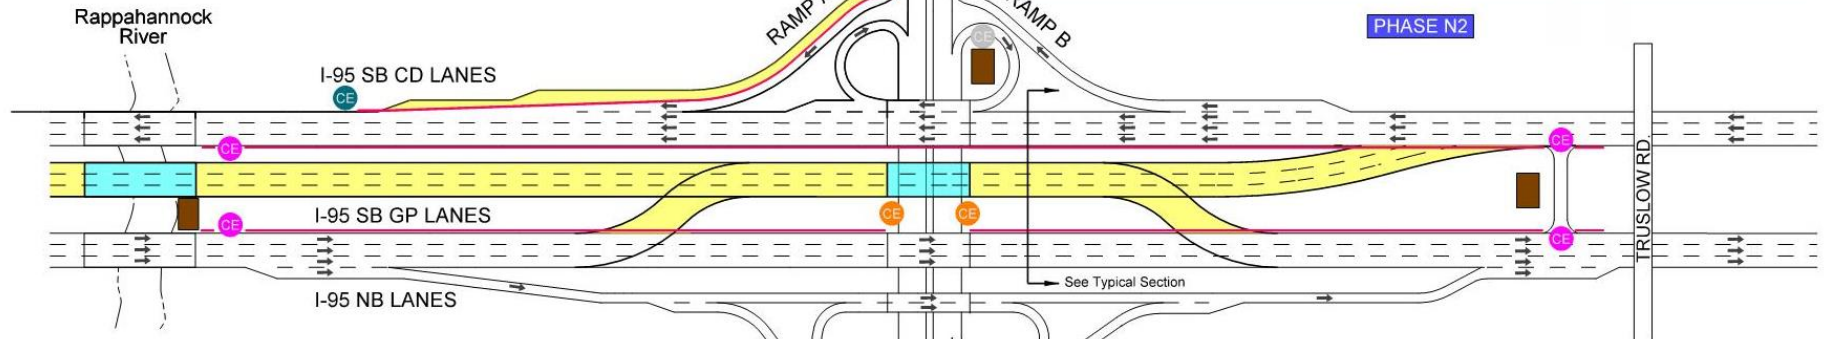 Rappahannock
River
RAMP
RAMP B
PHASE N2
CE
I-95 SB CD LANES
CE
CE
CE
TRUSLOW RD.
I-95 SB GP LANES
CE
CE
CE
CE
See Typical Section
I-95 NB LANES